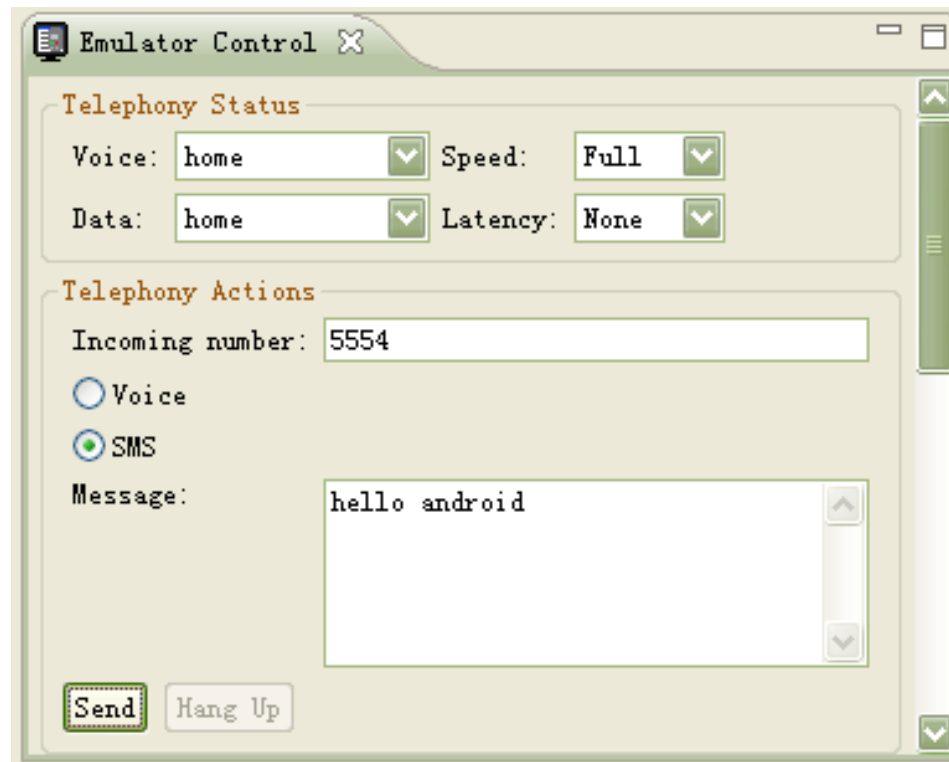 Emulator Control
Telephony Status
Voice: home Speed: Full
Data: home Latency: None
Telephony Actions
Incoming number: 5554
Voice
SMS
Message: hello android
Send Hang Up